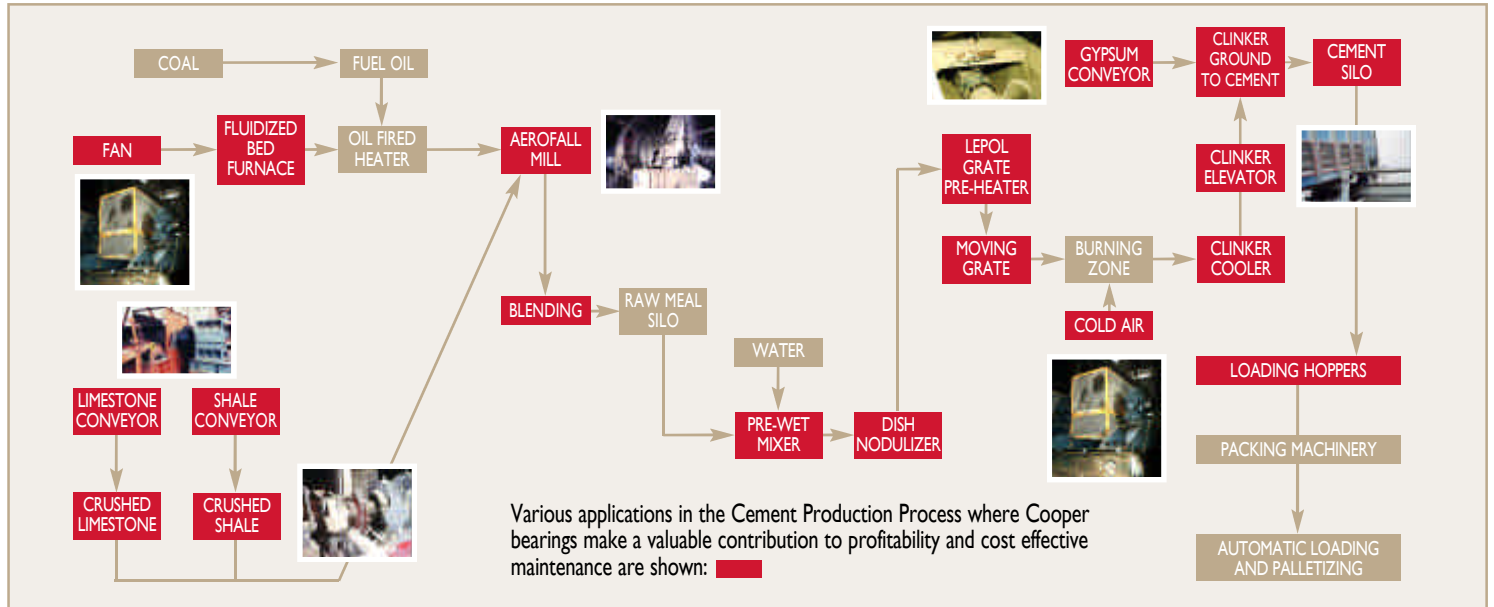 COAL
FUEL OIL
FAN
FLUIDIZED
BED
FURNACE
OIL FIRED
HEATER
AEROFALL
MILL
LIMESTONE
CONVEYOR
SHALE
CONVEYOR
CRUSHED
LIMESTONE
CRUSHED
SHALE
BLENDING
RAW MEAL
SILO
WATER
PRE-WET
MIXER
DISH
NODULIZER
LEPOL
GRATE
PRE-HEATER
MOVING
GRATE
BURNING
ZONE
COLD AIR
CLINKER
COOLER
CLINKER
ELEVATOR
GYPSUM
CONVEYOR
CLINKER
GROUND
TO CEMENT
CEMENT
SILO
LOADING HOPPERS
PACKING MACHINERY
AUTOMATIC LOADING
AND PALLETIZING
Various applications in the Cement Production Process where Cooper
bearings make a valuable contribution to profitability and cost effective
maintenance are shown: